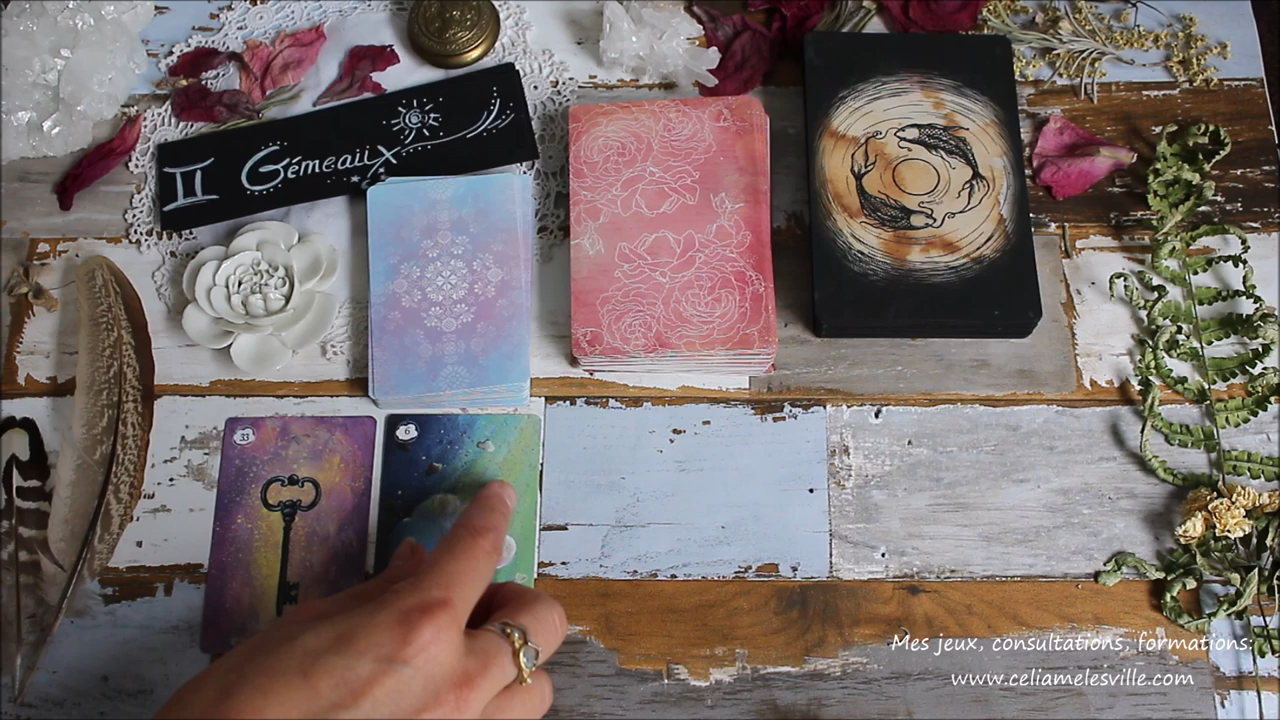 ♊ Gémeaux
33
6
Mes jeux, consultations, formations:
www.celiamelesville.com